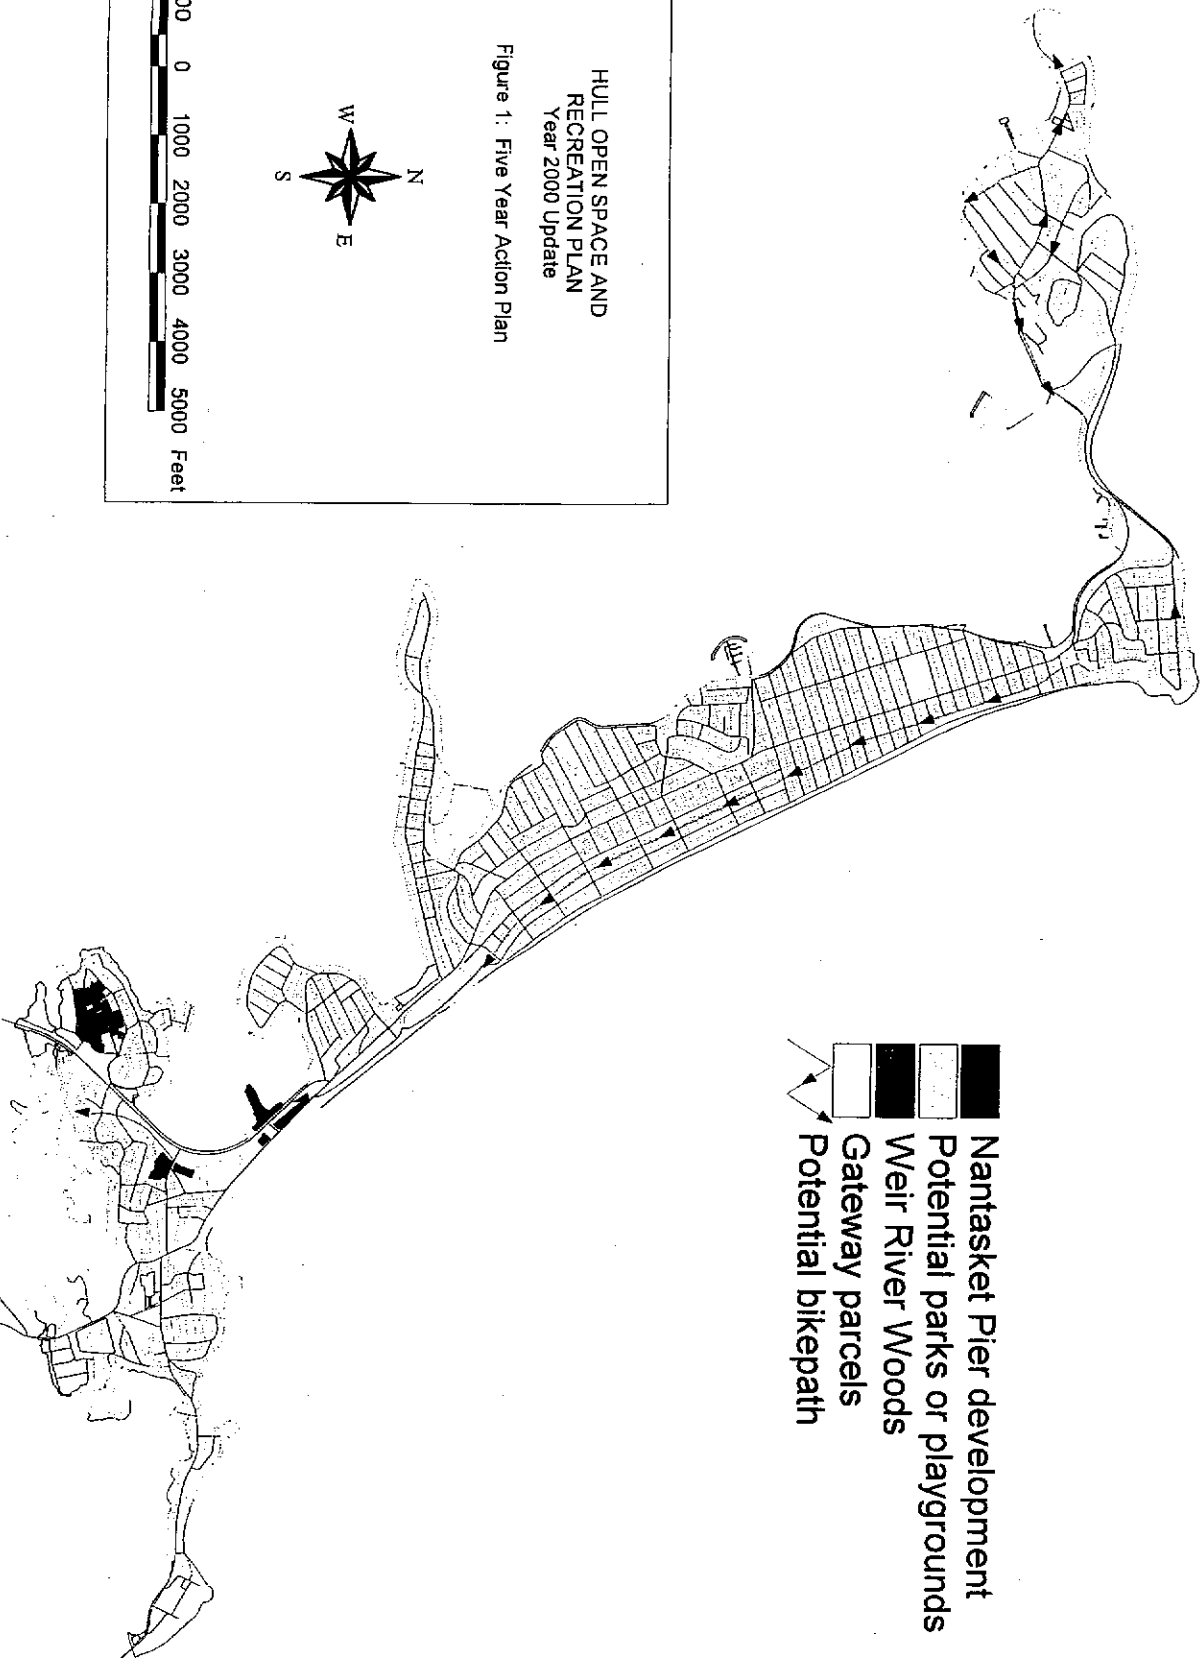 HULL OPEN SPACE AND
RECREATION PLAN
Year 2000 Update
Figure 1: Five Year Action Plan
N
W
E
S
00 0 1000 2000 3000 4000 5000 Feet
Nantasket Pier development
Potential parks or playgrounds
Weir River Woods
Gateway parcels
Potential bikepath